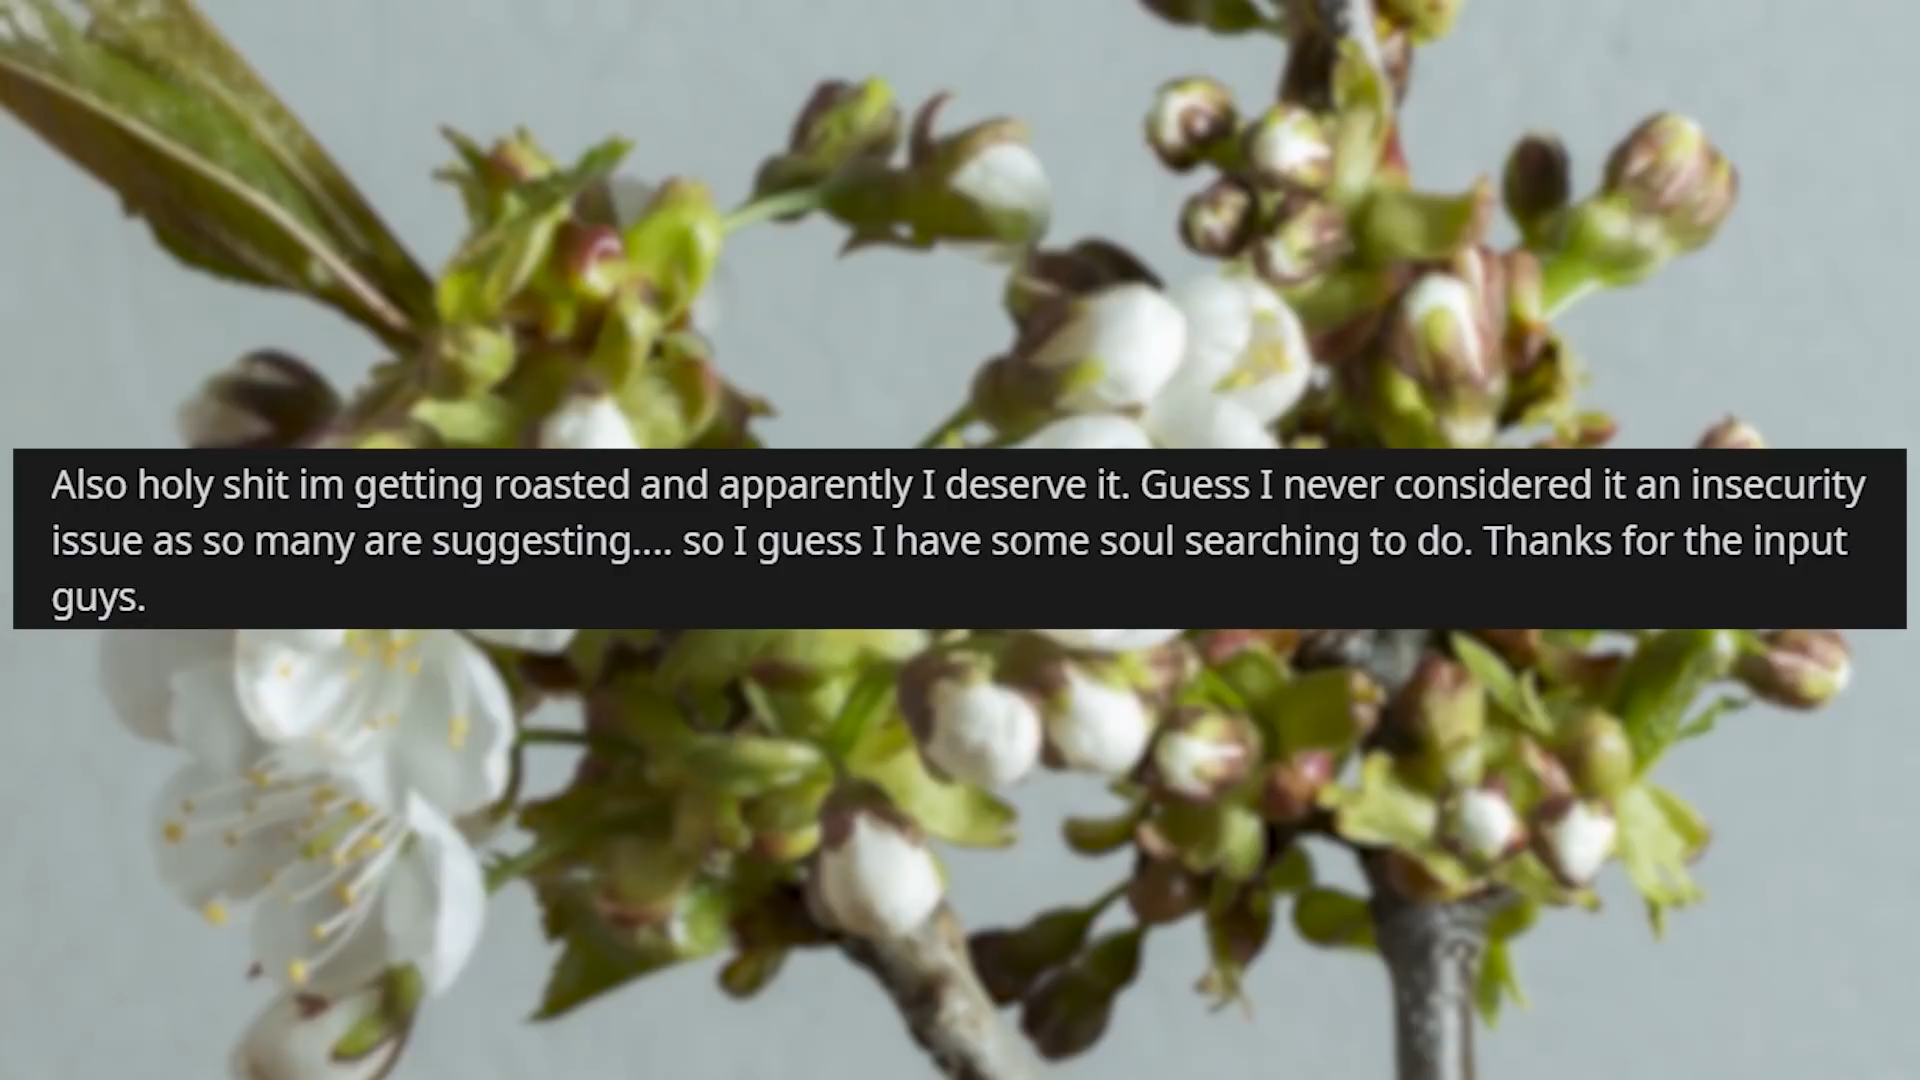 Also holy shit im getting roasted and apparently I deserve it. Guess I never considered it an insecurity
issue as so many are suggesting.... so I guess I have some soul searching to do. Thanks for the input
guys.